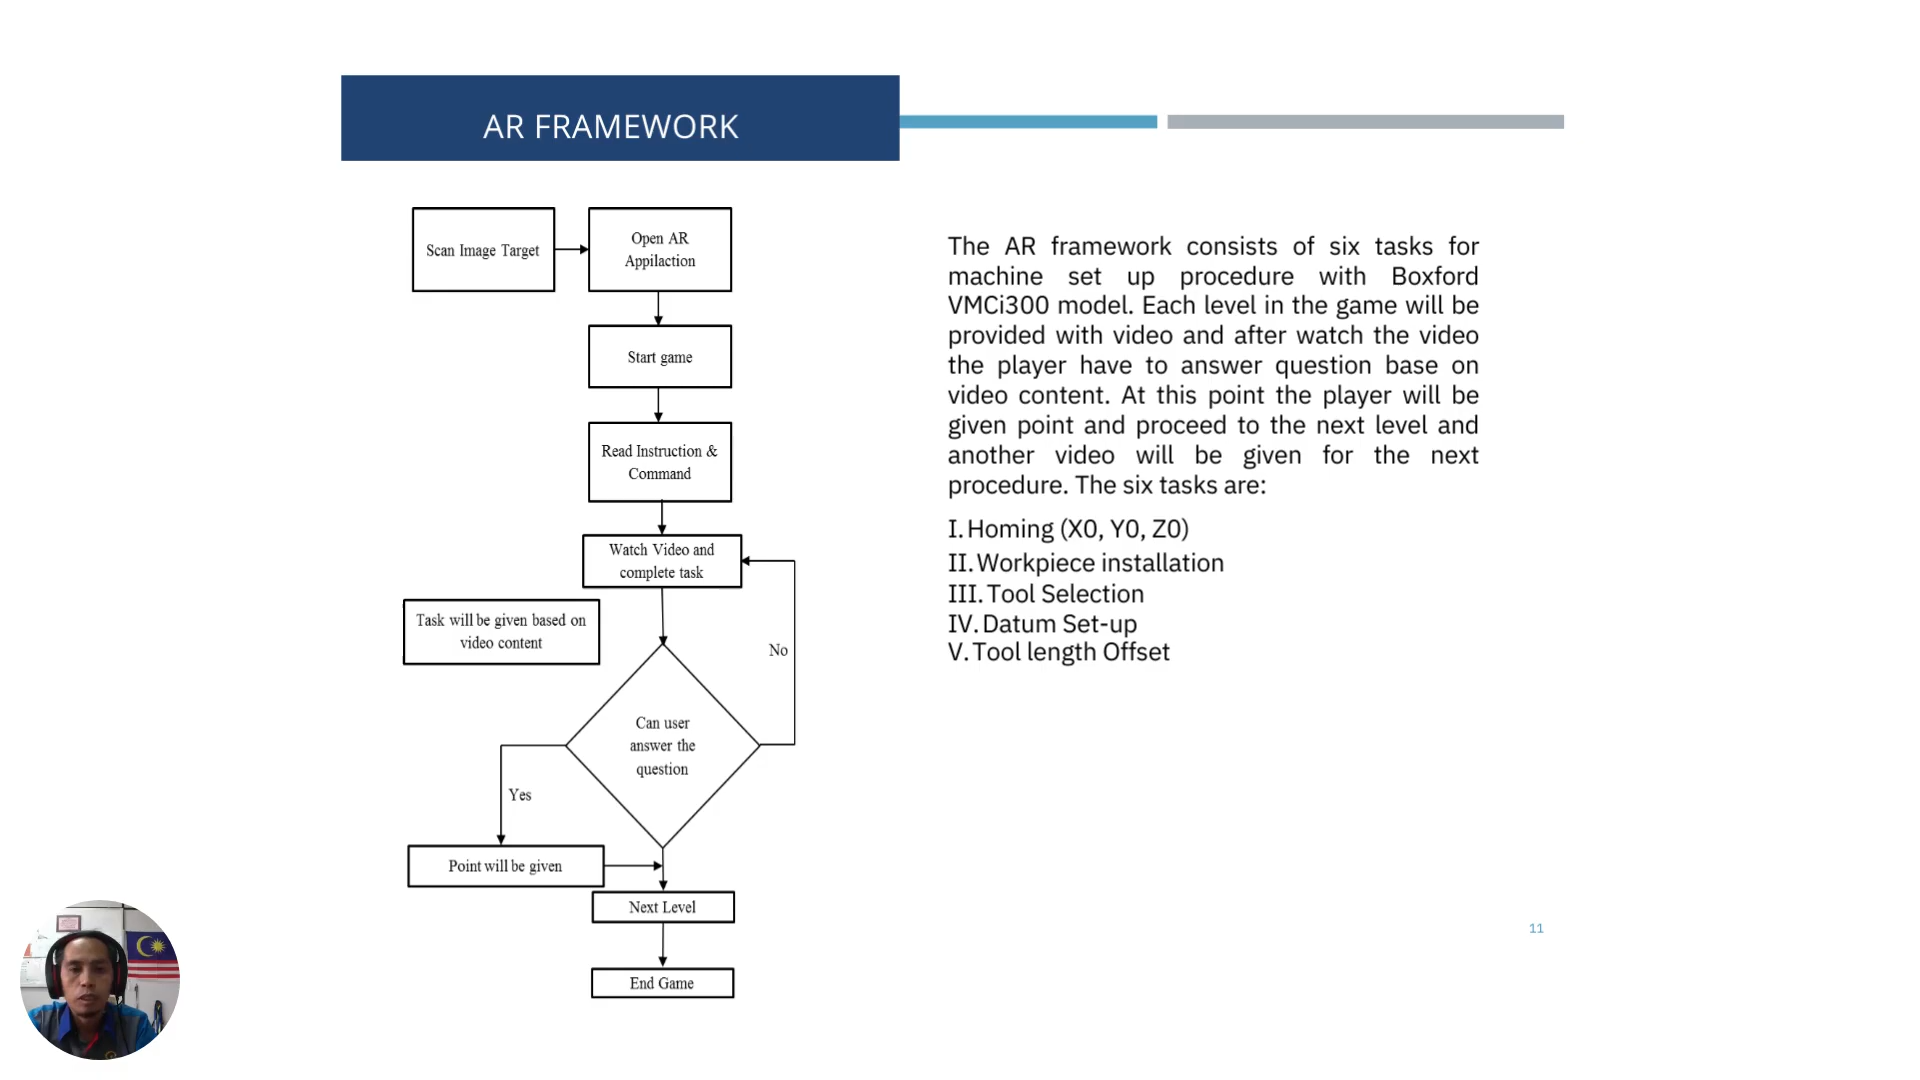 AR FRAMEWORK
Scan Image Target
Open AR
Appilaction
Start game
Read Instruction &
Command
Watch Video and
complete task
Task will be given based on
video content
No
Can user
answer the
question
Yes
Point will be given
Next Level
End Game
The AR framework consists of six tasks for
machine set up procedure with Boxford
VMCi300 model. Each level in the game will be
provided with video and after watch the video
the player have to answer question base on
video content. At this point the player will be
given point and proceed to the next level and
another video will be given for the next
procedure. The six tasks are:
I. Homing (X0, Y0, Z0)
II. Workpiece installation
III. Tool Selection
IV. Datum Set-up
V. Tool length Offset
11